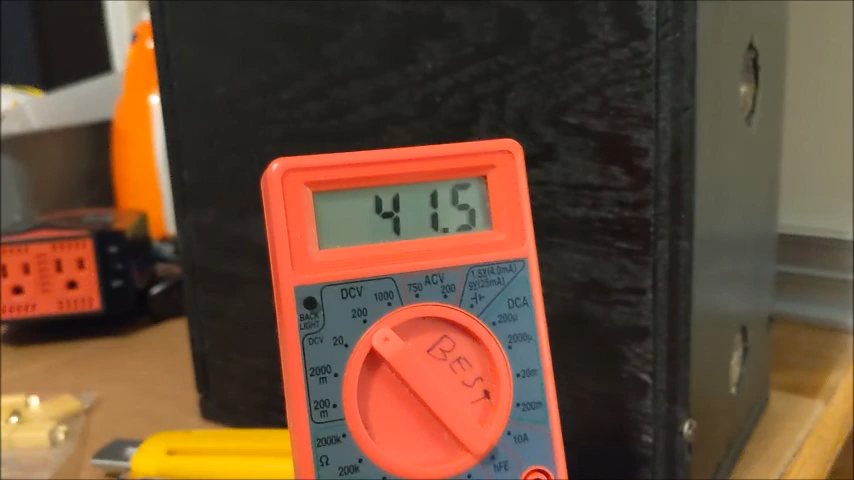 41.5
DCV
ACV
1000
750
200
1.5V(4.0mA)
9V(25mA)
BACK
LIGHT
200
DCA
200µ
DCV
20
2000µ
BEST
2000
m
20m
200
m
200m
2000k
10A
Ω
200k
hFE